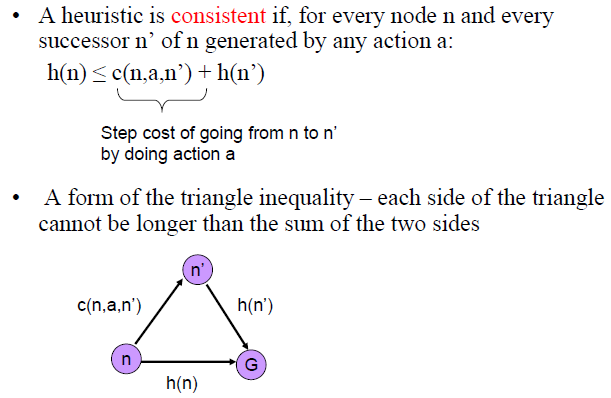 • A heuristic is consistent if, for every node n and every
successor n’ of n generated by any action a:
h(n) ≤ c(n,a,n’) + h(n’)
Step cost of going from n to n’
by doing action a
• A form of the triangle inequality – each side of the triangle
cannot be longer than the sum of the two sides
n’
c(n,a,n’)
h(n’)
n
G
h(n)